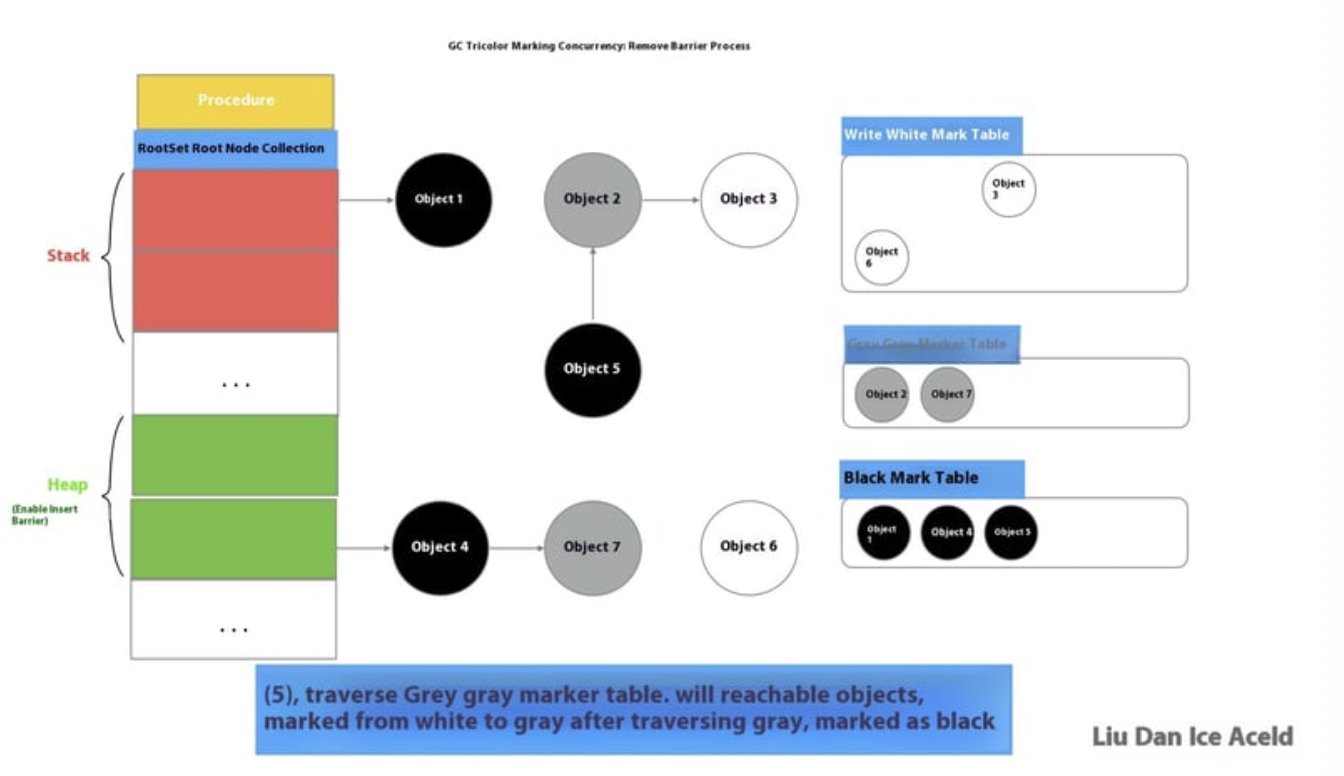 GC Tricolor Marking Concurrency: Remove Barrier Process
Procedure
RootSet Root Node Collection
Stack
...
Heap
(Enable Insert
Barrier)
...
Object 1
Object 2
Object 3
Object 5
Object 4
Object 7
Object 6
Write White Mark Table
Object
3
Object
6
Gray Gray Marker Table
Object 2
Object 7
Black Mark Table
Object
1
Object 4
Object 5
(5), traverse Grey gray marker table. will reachable objects,
marked from white to gray after traversing gray, marked as black
Liu Dan Ice Aceld